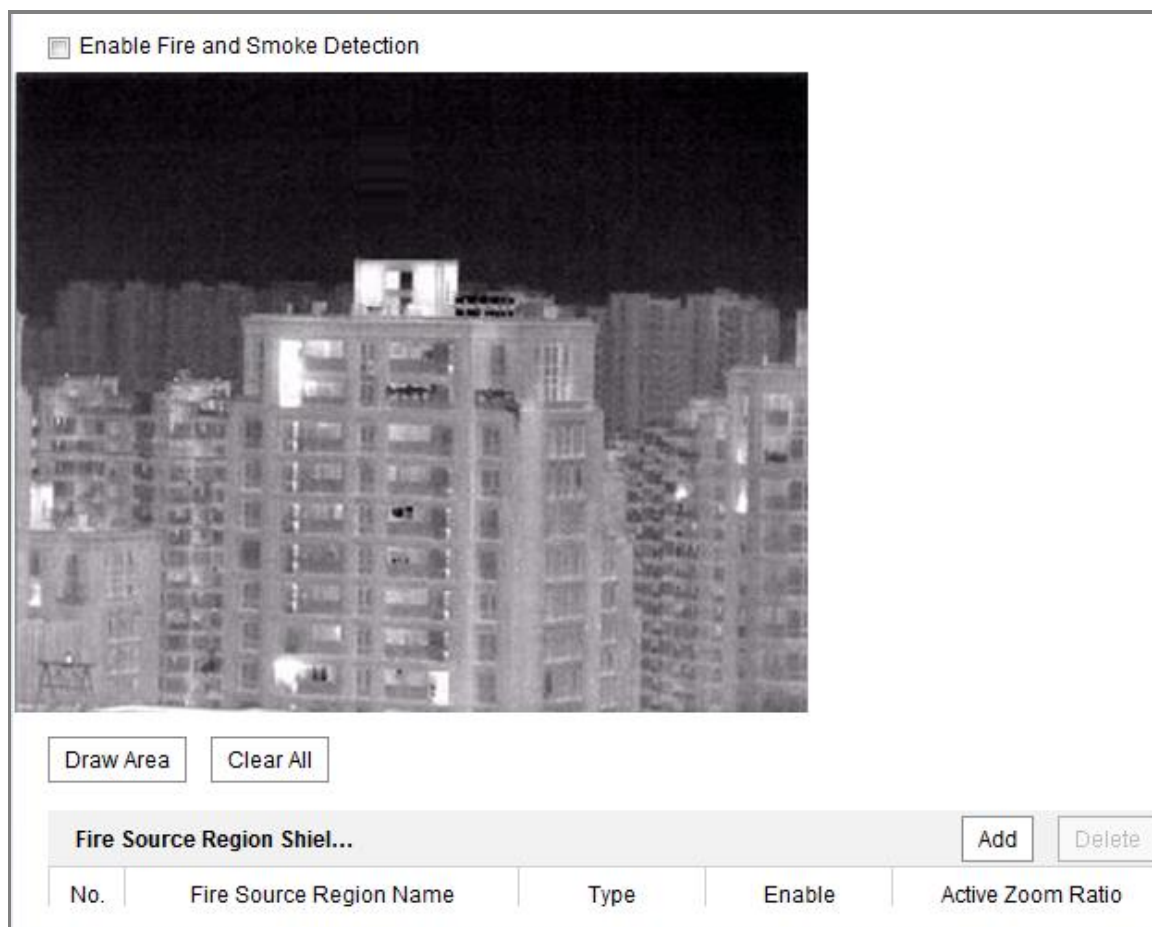 Enable Fire and Smoke Detection
Draw Area Clear All
Fire Source Region Shiel... Add Delete
No. Fire Source Region Name Type Enable Active Zoom Ratio